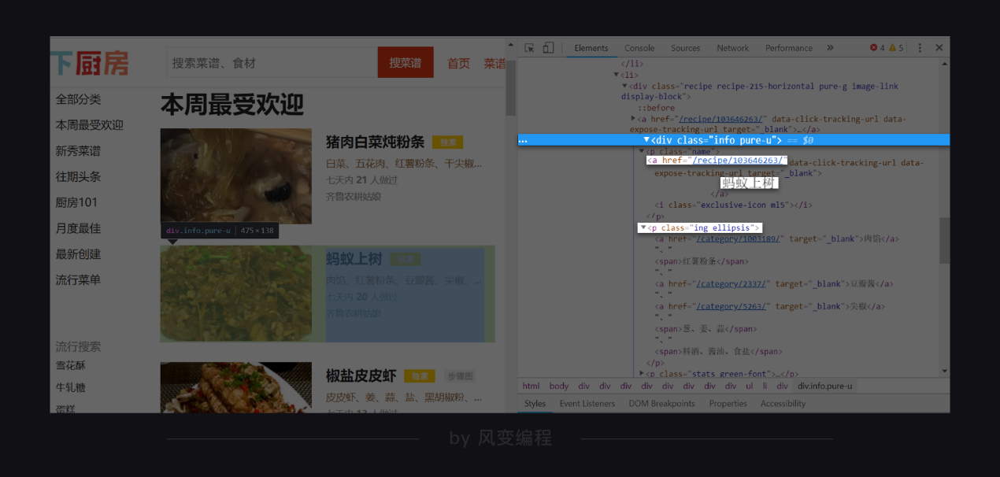 下厨房
搜索菜谱、食材
搜菜谱
首页
菜谱
全部分类
本周最受欢迎
新秀菜谱
往期头条
厨房101
月度最佳
最新创建
流行菜单
流行搜索
雪花酥
牛轧糖
蛋糕
本周最受欢迎
猪肉白菜炖粉条 独家
白菜、五花肉、红薯粉条、干尖椒...
七天内 21 人做过
齐鲁农耕姑娘
div.info.pure-u | 475×138
蚂蚁上树 独家
肉馅、红薯粉条、豆瓣酱、尖椒、...
七天内 20 人做过
齐鲁农耕姑娘
椒盐皮皮虾 独家 步骤图
皮皮虾、姜、蒜、盐、黑胡椒粉、...
七天内 13 人做过
Elements Console Sources Network Performance » 4 5
</li>
▼<li>
▼<div class="recipe recipe-215-horizontal pure-g image-link
display-block">
::before
▶<a href="/recipe/103646263/" data-click-tracking-url data-
expose-tracking-url target="_blank">…</a>
… ▼<div class="info pure-u"> == $0
▼<p class="name">
<a href="/recipe/103646263/" data-click-tracking-url data-
expose-tracking-url target="_blank">
蚂蚁上树
</a>
<i class="exclusive-icon ml5"></i>
</p>
▼<p class="ing ellipsis">
<a href="/category/1003189/" target="_blank">肉馅</a>
"、"
<span>红薯粉条</span>
"、"
<a href="/category/2337/" target="_blank">豆瓣酱</a>
"、"
<a href="/category/5263/" target="_blank">尖椒</a>
"、"
<span>葱、姜、蒜</span>
"、"
<span>料酒、酱油、食盐</span>
</p>
▶<p class="stats green-font">…</p>
html body div div div div div div div div ul li div div.info.pure-u
Styles Event Listeners DOM Breakpoints Properties Accessibility
by 风变编程